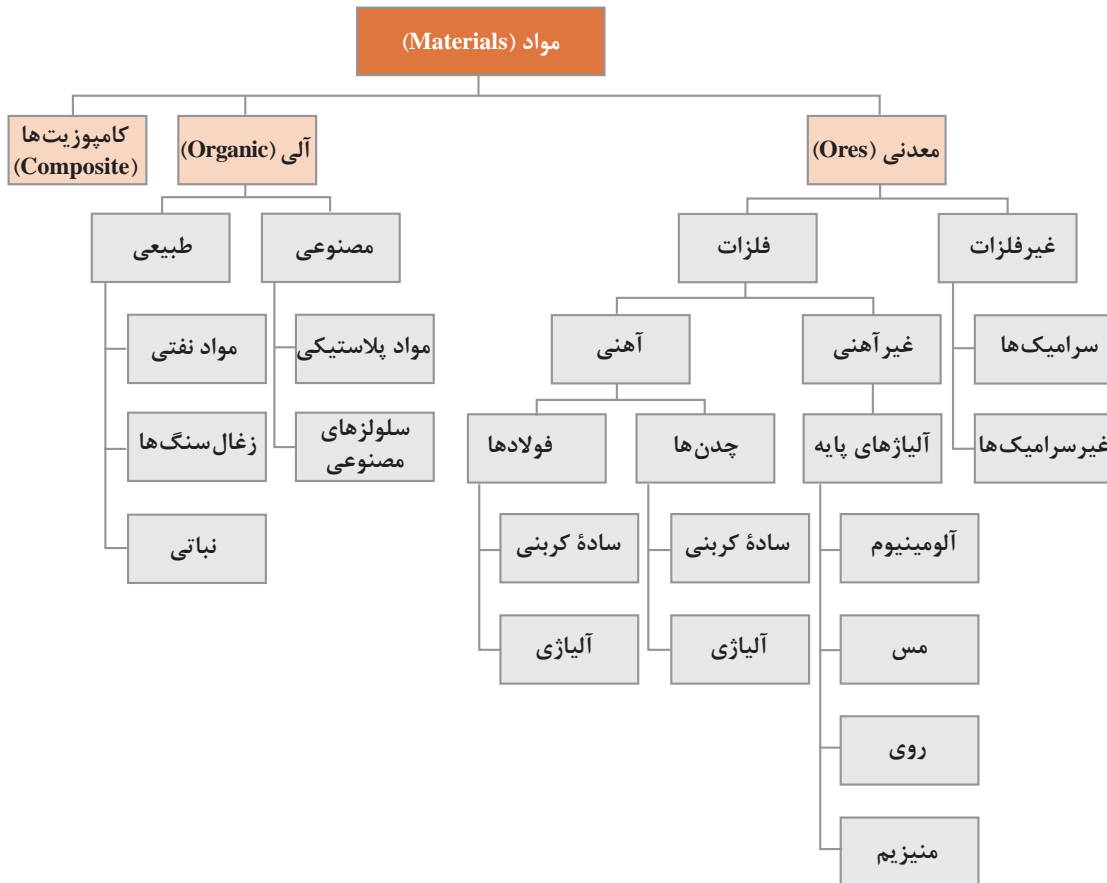 مواد (Materials)
معدنی (Ores)
آلی (Organic)
کامپوزیت‌ها
(Composite)
غیرفلزات
فلزات
مصنوعی
طبیعی
سرامیک‌ها
غیرآهنی
آهنی
مواد پلاستیکی
مواد نفتی
غیرسرامیک‌ها
آلیاژهای پایه
چدن‌ها
فولادها
سلولزهای
مصنوعی
زغال‌سنگ‌ها
آلومینیوم
سادهٔ کربنی
سادهٔ کربنی
نباتی
مس
آلیاژی
آلیاژی
روی
منیزیم